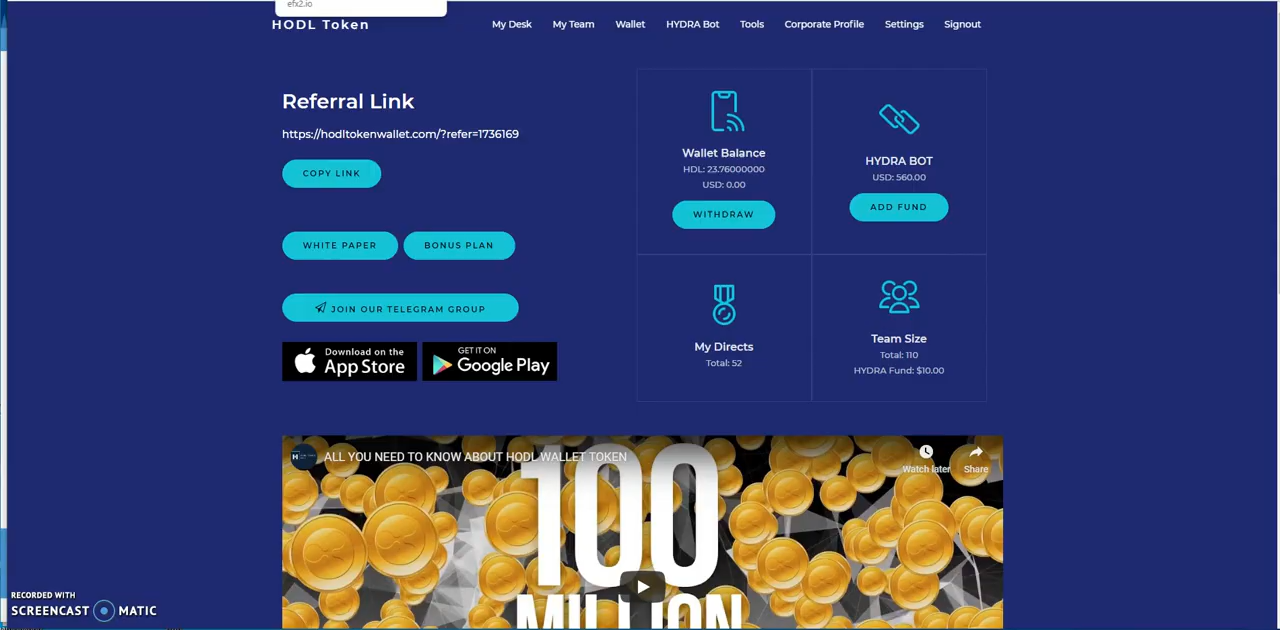 efx2.io
HODL Token
My Desk My Team Wallet HYDRA Bot Tools Corporate Profile Settings Signout
Referral Link
https://hodltokenwallet.com/?refer=1736169
COPY LINK
WHITE PAPER BONUS PLAN
JOIN OUR TELEGRAM GROUP
Download on the
App Store
GET IT ON
Google Play
Wallet Balance
HDL: 23.76000000
USD: 0.00
WITHDRAW
HYDRA BOT
USD: 560.00
ADD FUND
My Directs
Total: 52
Team Size
Total: 110
HYDRA Fund: $10.00
ALL YOU NEED TO KNOW ABOUT HODL WALLET TOKEN
Watch later Share
100
MILLION
RECORDED WITH
SCREENCAST MATIC